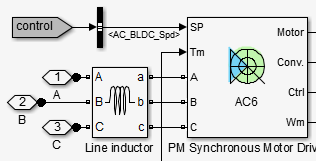 control
<AC_BLDC_Spd>
SP
Motor
Tm
Conv.
1
A
A
a
A
2
B
B
b
B
AC6
Ctrl
3
C
C
c
C
Wm
Line inductor
PM Synchronous Motor Driv